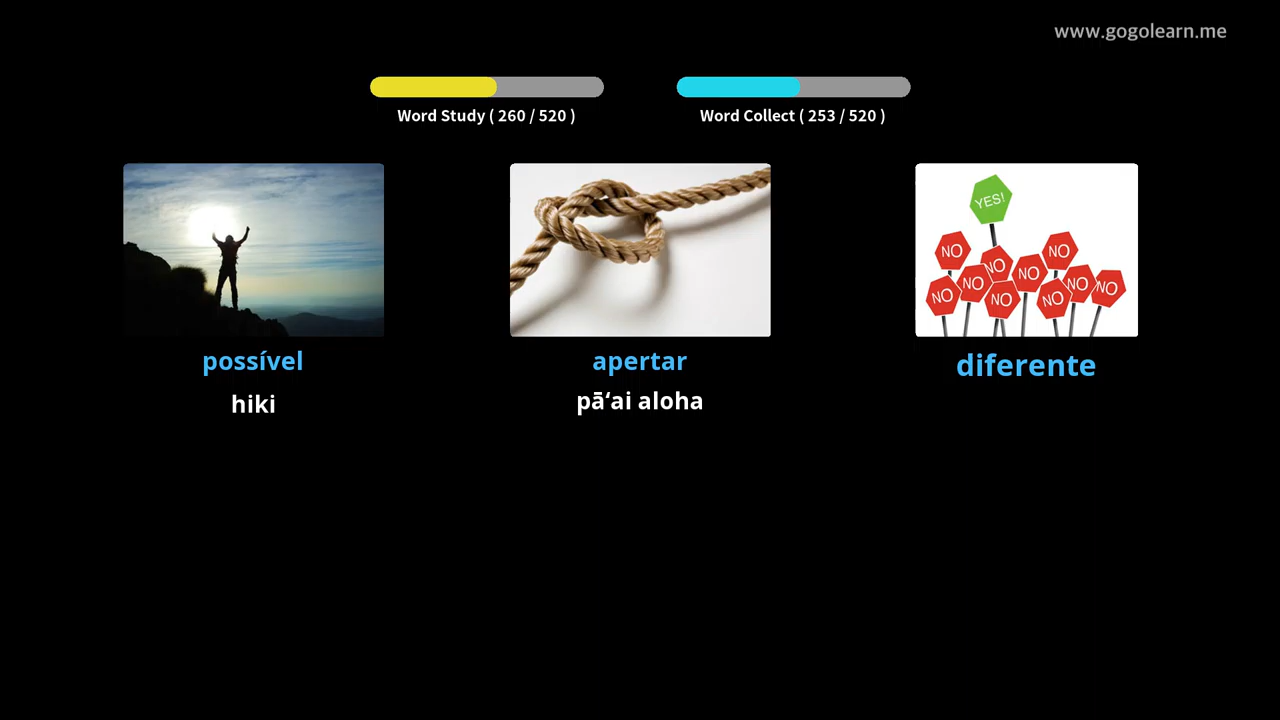 www.gogolearn.me
Word Study ( 260 / 520 )
Word Collect ( 253 / 520 )
YES!
NO
NO
NO
NO
NO
NO
NO
NO
NO
NO
possível
apertar
diferente
hiki
pāʻai aloha